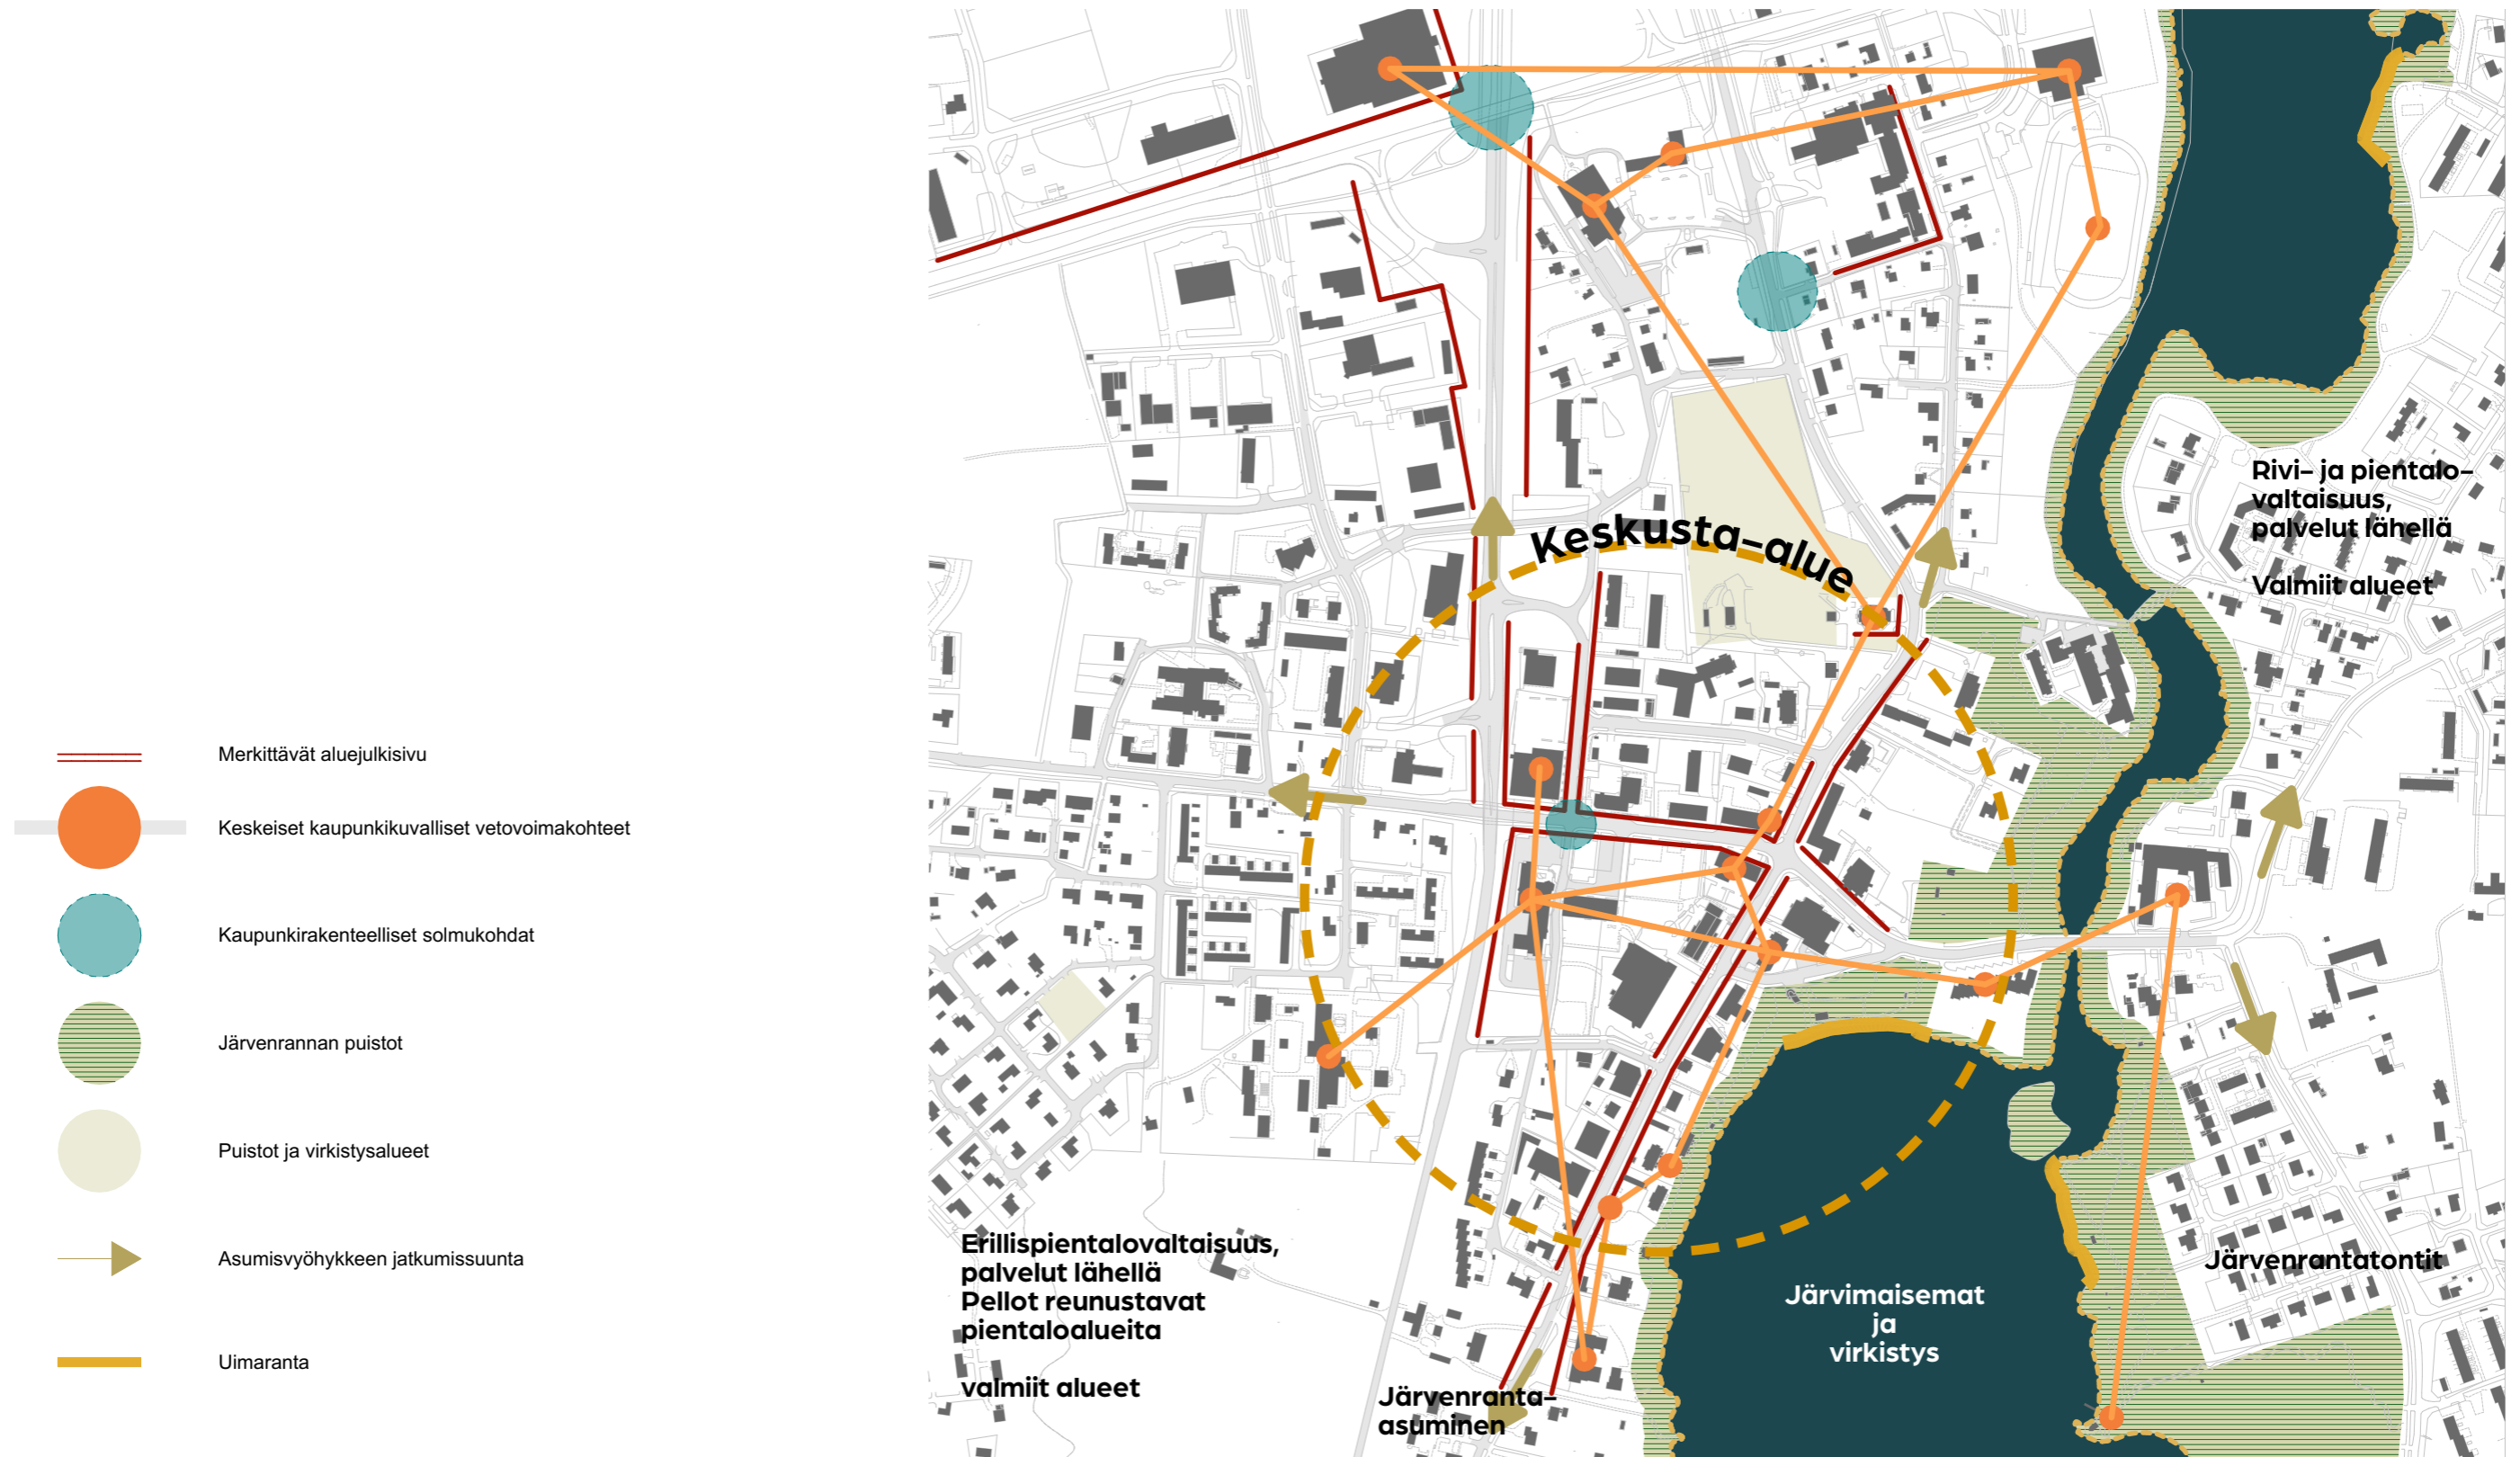 Merkittävät aluejulkisivu
Keskeiset kaupunkikuvalliset vetovoimakohteet
Kaupunkirakenteelliset solmukohdat
Järvenrannan puistot
Puistot ja virkistysalueet
Asumisvyöhykkeen jatkumissuunta
Uimaranta
Keskusta-alue
Rivi- ja pientalo-
valtaisuus,
palvelut lähellä
Valmiit alueet
Erillispientalovaltaisuus,
palvelut lähellä
Pellot reunustavat
pientaloalueita
valmiit alueet
Järvenranta-
asuminen
Järvimaisemat
ja
virkistys
Järvenrantatontit